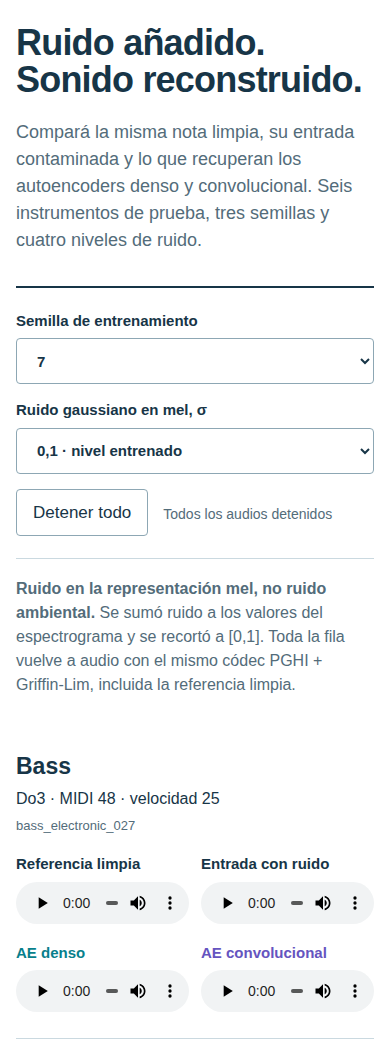 Ruido añadido.
Sonido reconstruido.
Compará la misma nota limpia, su entrada
contaminada y lo que recuperan los
autoencoders denso y convolucional. Seis
instrumentos de prueba, tres semillas y
cuatro niveles de ruido.
Semilla de entrenamiento
7
Ruido gaussiano en mel, σ
0,1 · nivel entrenado
Detener todo
Todos los audios detenidos
Ruido en la representación mel, no ruido
ambiental. Se sumó ruido a los valores del
espectrograma y se recortó a [0,1]. Toda la fila
vuelve a audio con el mismo códec PGHI +
Griffin-Lim, incluida la referencia limpia.
Bass
Do3 · MIDI 48 · velocidad 25
bass_electronic_027
Referencia limpia
Entrada con ruido
0:00
0:00
AE denso
AE convolucional
0:00
0:00